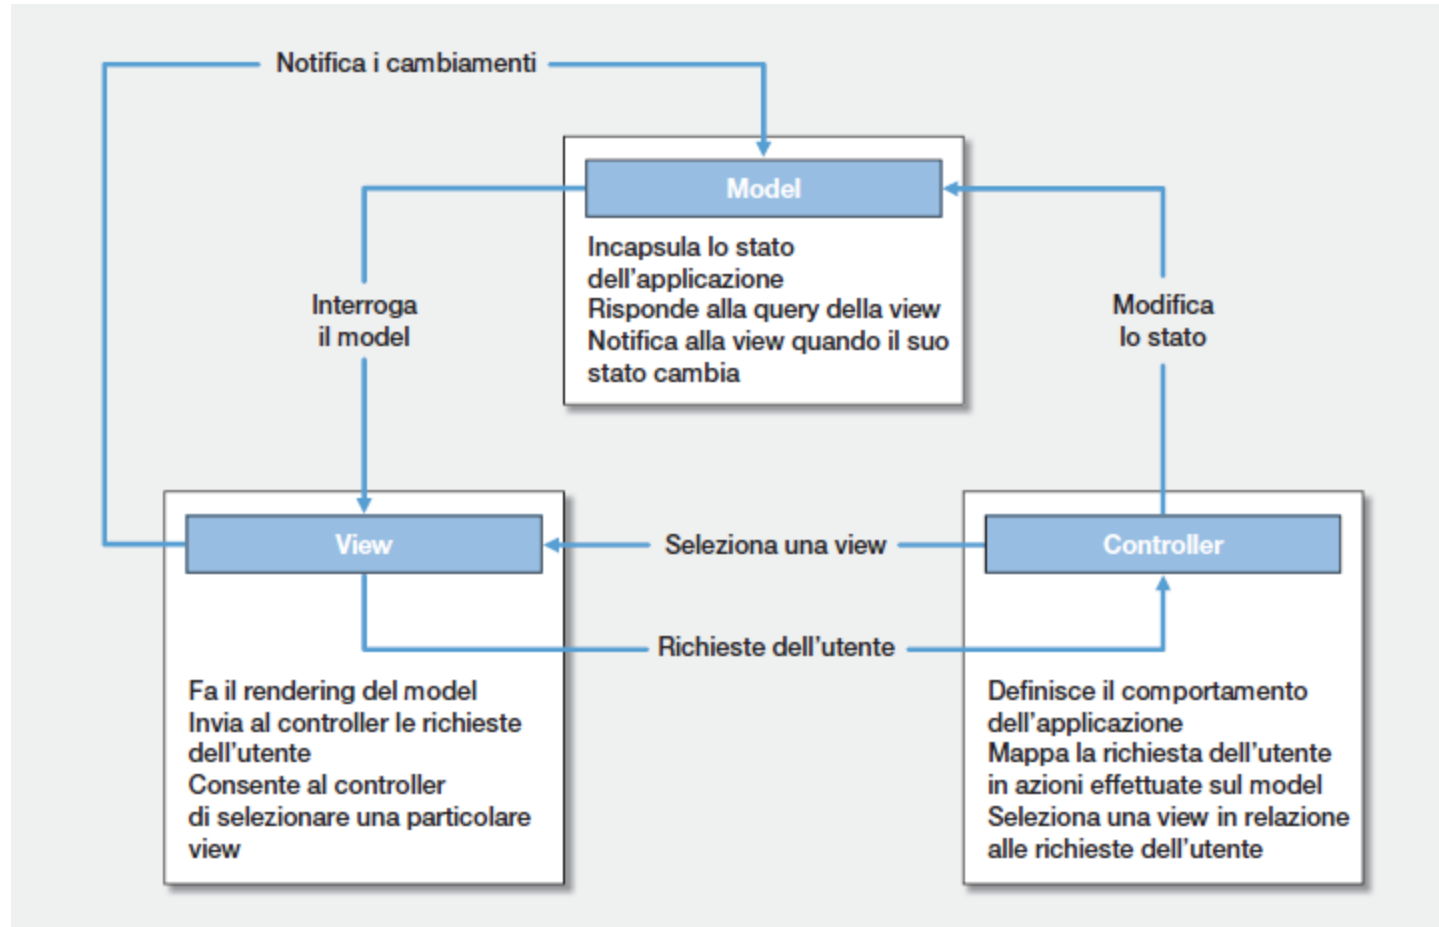 Notifica i cambiamenti
Model
Incapsula lo stato
dell'applicazione
Risponde alla query della view
Notifica alla view quando il suo
stato cambia
Interroga
il model
Modifica
lo stato
View
Seleziona una view
Controller
Richieste dell'utente
Fa il rendering del model
Invia al controller le richieste
dell'utente
Consente al controller
di selezionare una particolare
view
Definisce il comportamento
dell'applicazione
Mappa la richiesta dell'utente
in azioni effettuate sul model
Seleziona una view in relazione
alle richieste dell'utente